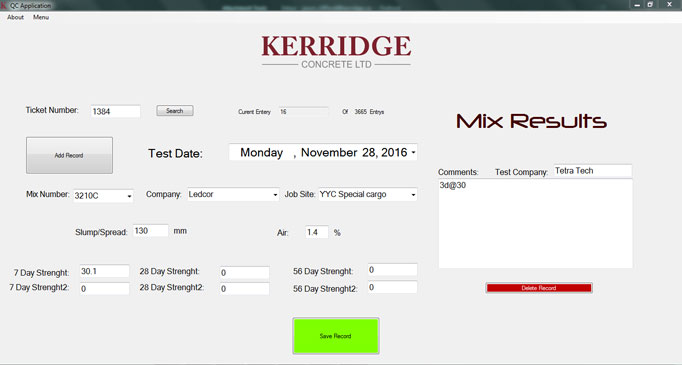 QC Application
About Menu
KERRIDGE
CONCRETE LTD
Ticket Number: 1384 Search Curent Entery 16 Of 3665 Entrys
Mix Results
Add Record
Test Date: Monday , November 28, 2016
Comments: Test Company: Tetra Tech
3d@30
Mix Number: 3210C Company: Ledcor Job Site: YYC Special cargo
Slump/Spread: 130 mm Air: 1.4 %
7 Day Strenght: 30.1 28 Day Strenght: 0 56 Day Strenght: 0
7 Day Strenght2: 0 28 Day Strenght2: 0 56 Day Strenght2: 0
Delete Record
Save Record